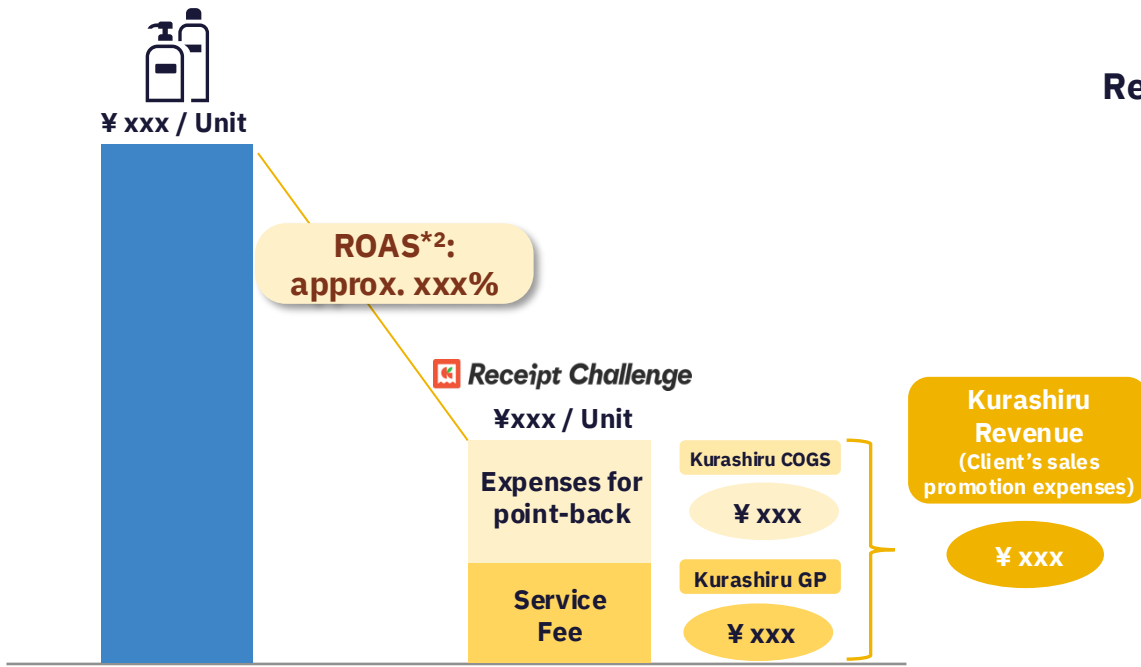 Re
¥ xxx / Unit
ROAS*2:
approx. xxx%
Receipt Challenge
¥xxx / Unit
Expenses for
point-back
Service
Fee
Kurashiru COGS
¥ xxx
Kurashiru GP
¥ xxx
Kurashiru
Revenue
(Client's sales
promotion expenses)
¥ xxx